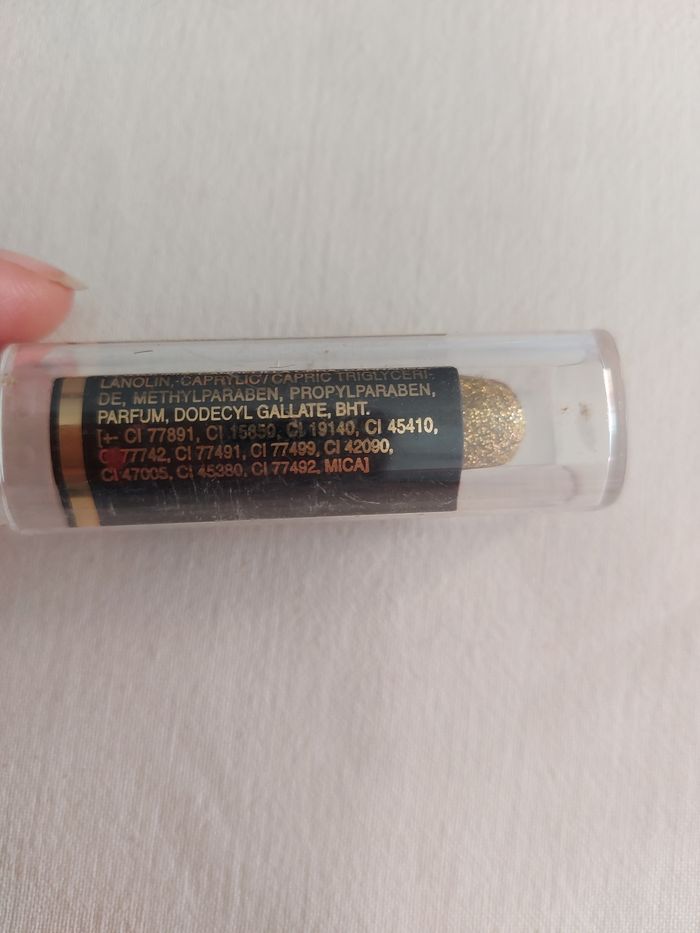 LANOLIN, CAPRYLIC/CAPRIC TRIGLYCERI-
DE, METHYLPARABEN, PROPYLPARABEN,
PARFUM, DODECYL GALLATE, BHT.
[+- CI 77891, CI 15850, CI 19140, CI 45410,
CI 77742, CI 77491, CI 77499, CI 42090,
CI 47005, CI 45380, CI 77492, MICA]